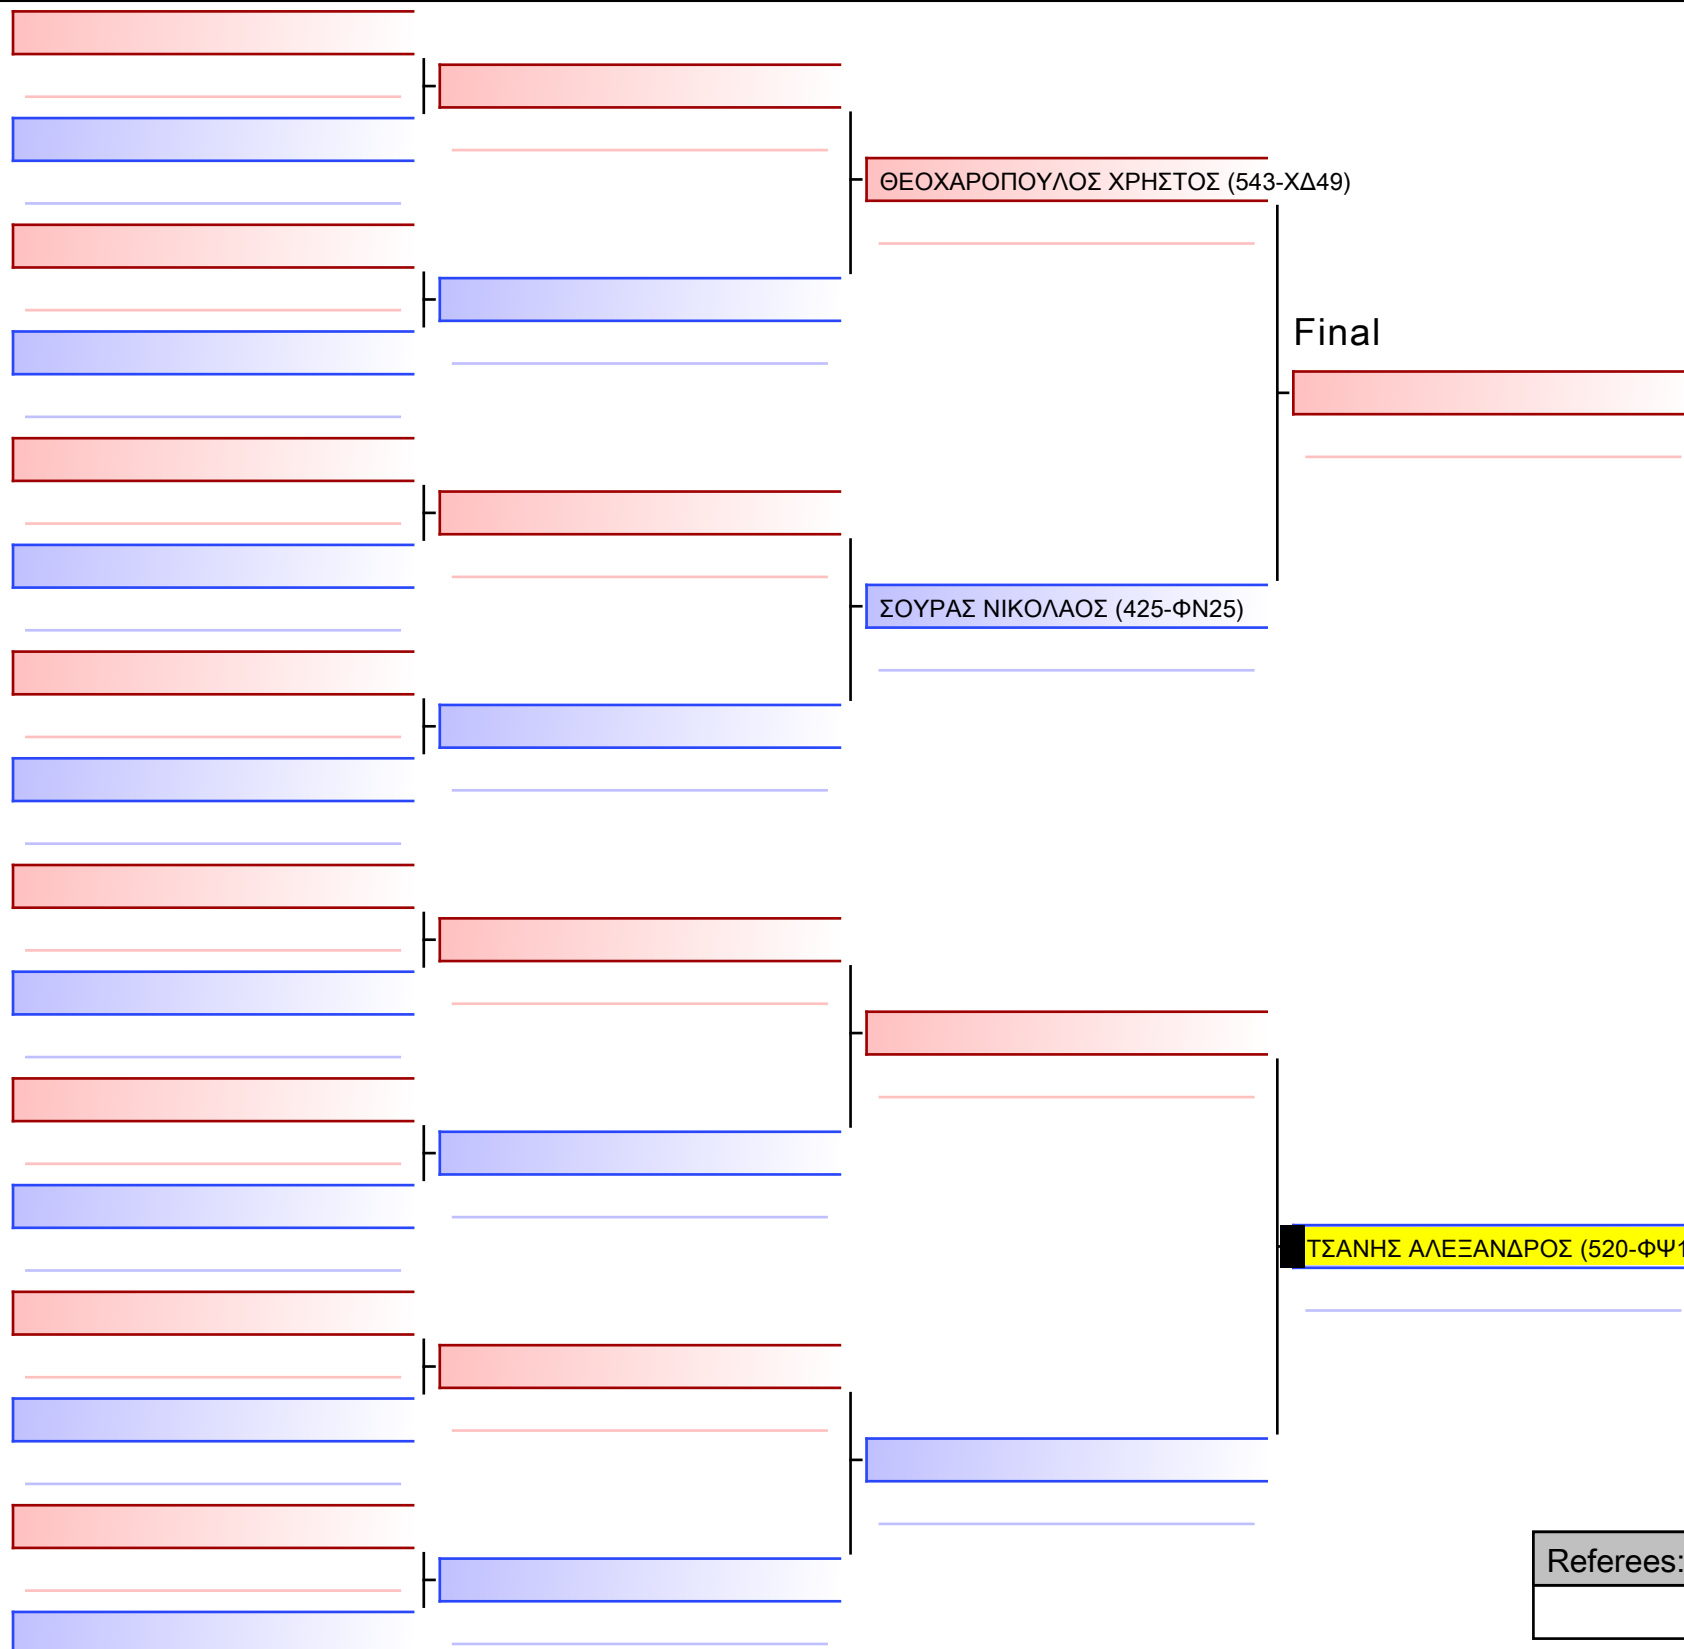 ΘΕΟΧΑΡΟΠΟΥΛΟΣ ΧΡΗΣΤΟΣ (543-ΧΔ49)
Final
ΣΟΥΡΑΣ ΝΙΚΟΛΑΟΣ (425-ΦΝ25)
ΤΣΑΝΗΣ ΑΛΕΞΑΝΔΡΟΣ (520-ΦΨ1
Referees: